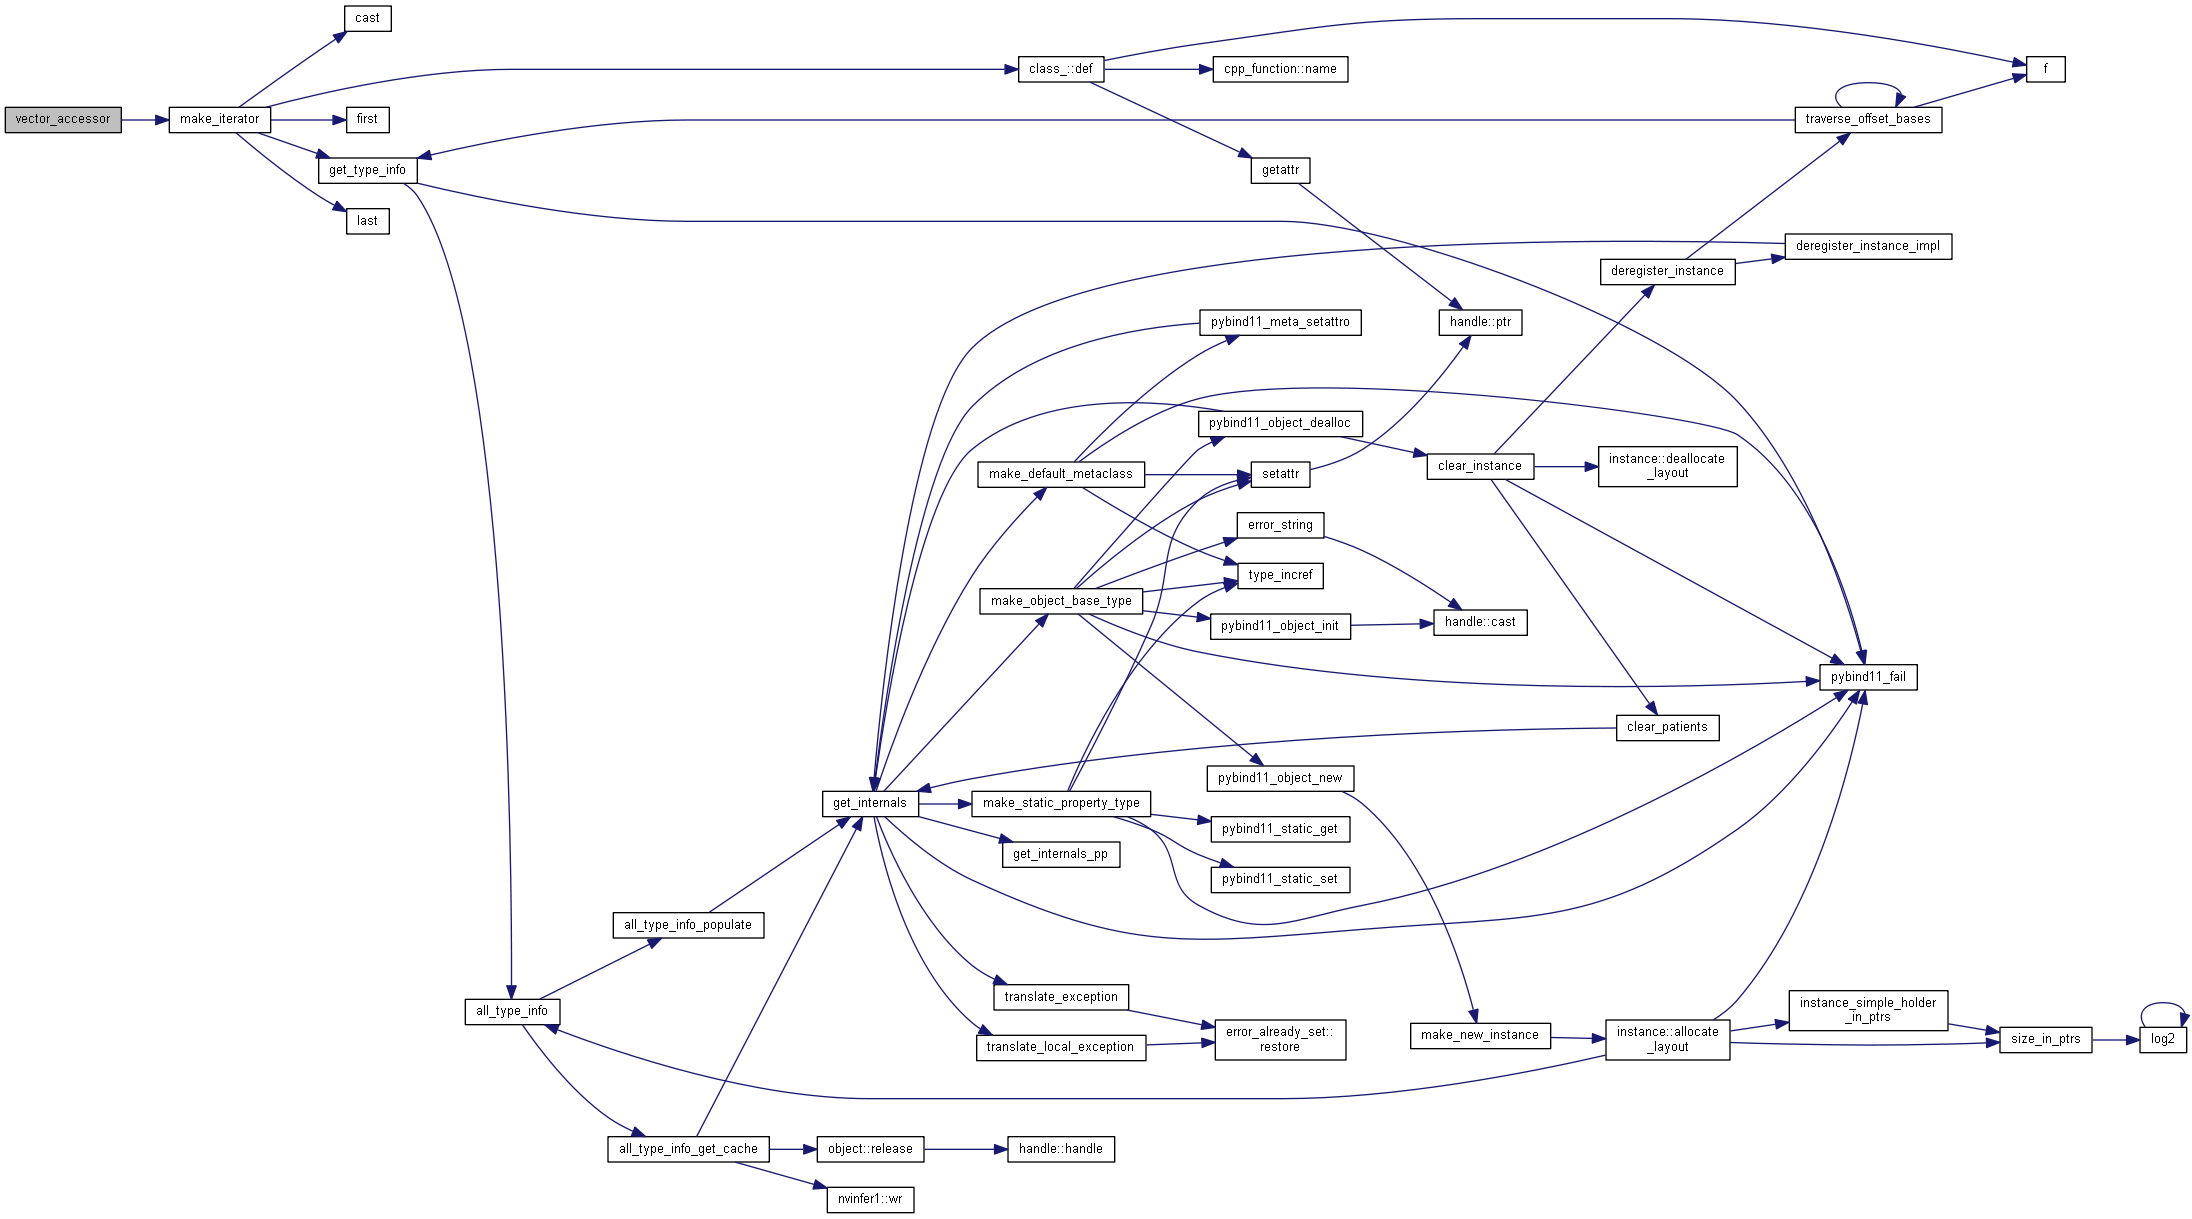 cast
class_::def
cpp_function::name
f
vector_accessor
make_iterator
first
traverse_offset_bases
get_type_info
getattr
last
deregister_instance_impl
deregister_instance
pybind11_meta_setattro
handle::ptr
pybind11_object_dealloc
make_default_metaclass
setattr
clear_instance
instance::deallocate
_layout
error_string
type_incref
make_object_base_type
pybind11_object_init
handle::cast
pybind11_fail
clear_patients
pybind11_object_new
get_internals
make_static_property_type
pybind11_static_get
get_internals_pp
pybind11_static_set
all_type_info_populate
translate_exception
all_type_info
instance_simple_holder
_in_ptrs
error_already_set::
restore
make_new_instance
instance::allocate
_layout
size_in_ptrs
log2
translate_local_exception
all_type_info_get_cache
object::release
handle::handle
nvinfer1::wr